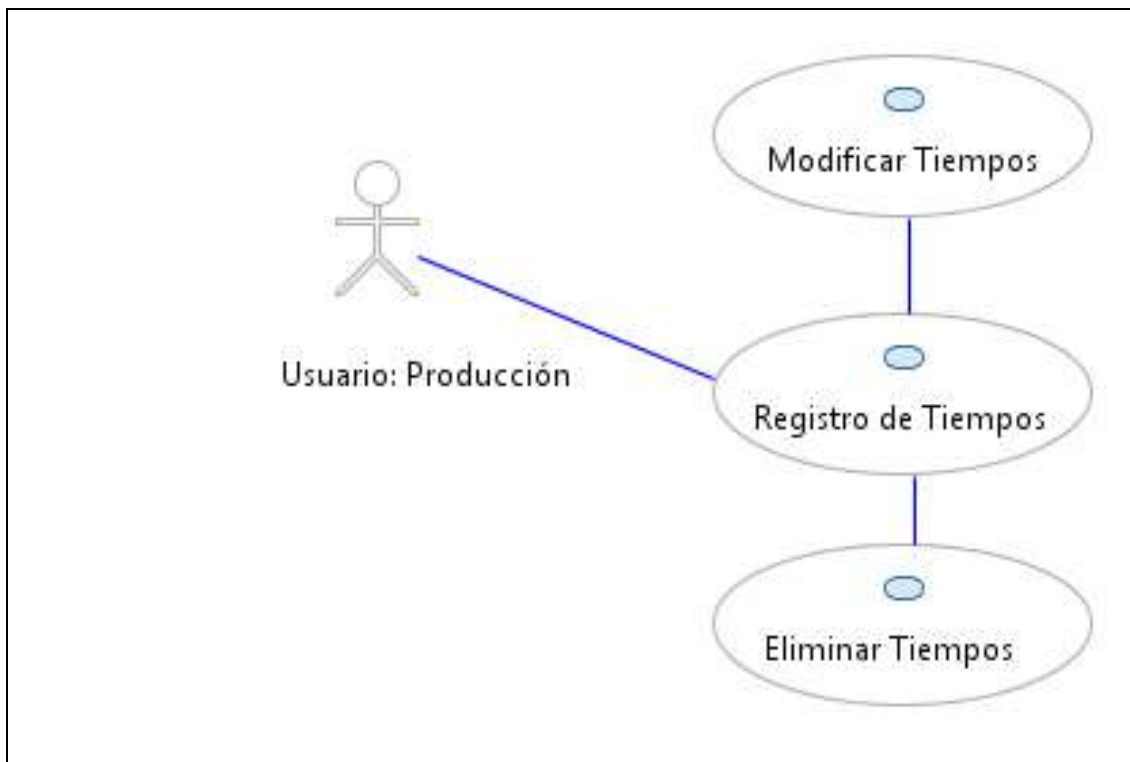 Modificar Tiempos
Usuario: Producción
Registro de Tiempos
Eliminar Tiempos